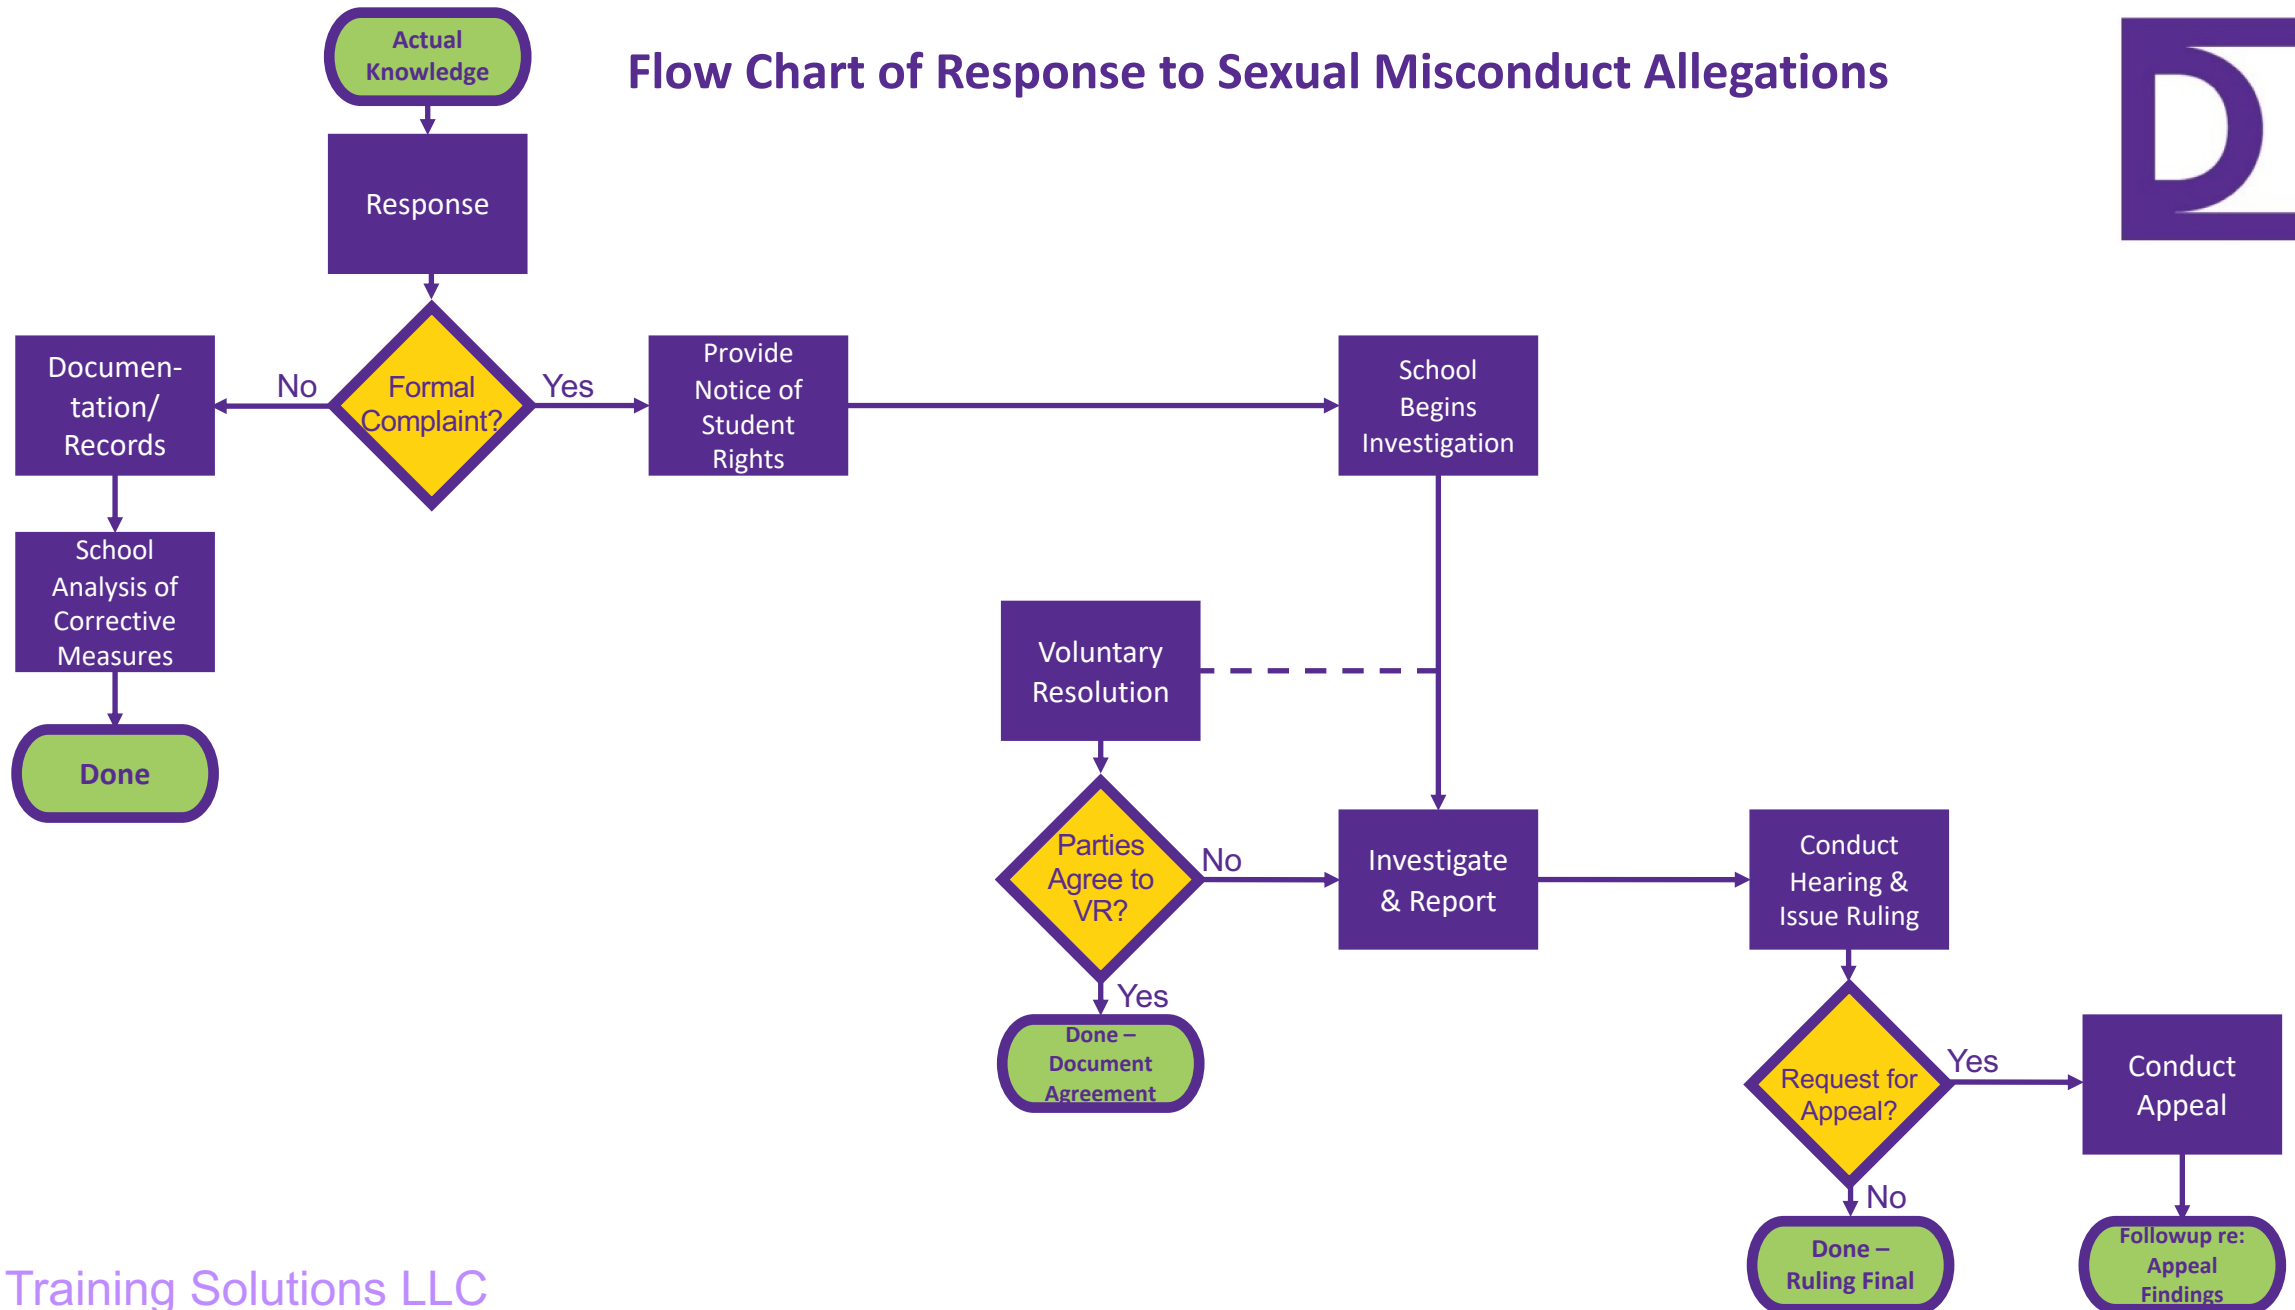 Actual
Knowledge
Flow Chart of Response to Sexual Misconduct Allegations
D
Response
Documen-
tation/
Records
No
Formal
Complaint?
Yes
Provide
Notice of
Student
Rights
School
Begins
Investigation
School
Analysis of
Corrective
Measures
Done
Voluntary
Resolution
Parties
Agree to
VR?
No
Yes
Done –
Document
Agreement
Investigate
& Report
Conduct
Hearing &
Issue Ruling
Request for
Appeal?
Yes
No
Conduct
Appeal
Done –
Ruling Final
Followup re:
Appeal
Findings
Training Solutions LLC